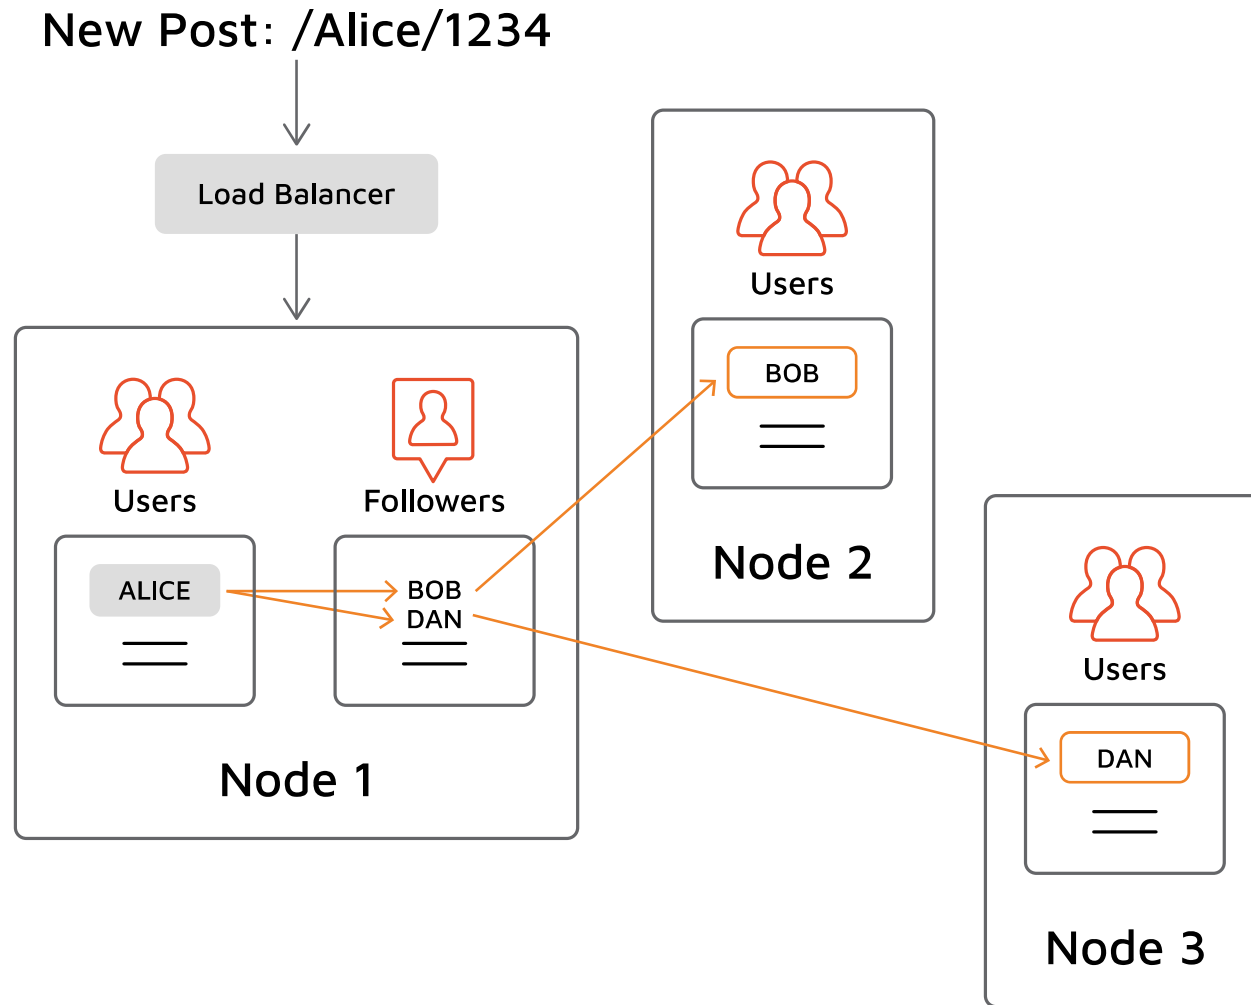 New Post: /Alice/1234
Load Balancer
Users
Followers
ALICE
BOB
DAN
Node 1
Users
BOB
Node 2
Users
DAN
Node 3